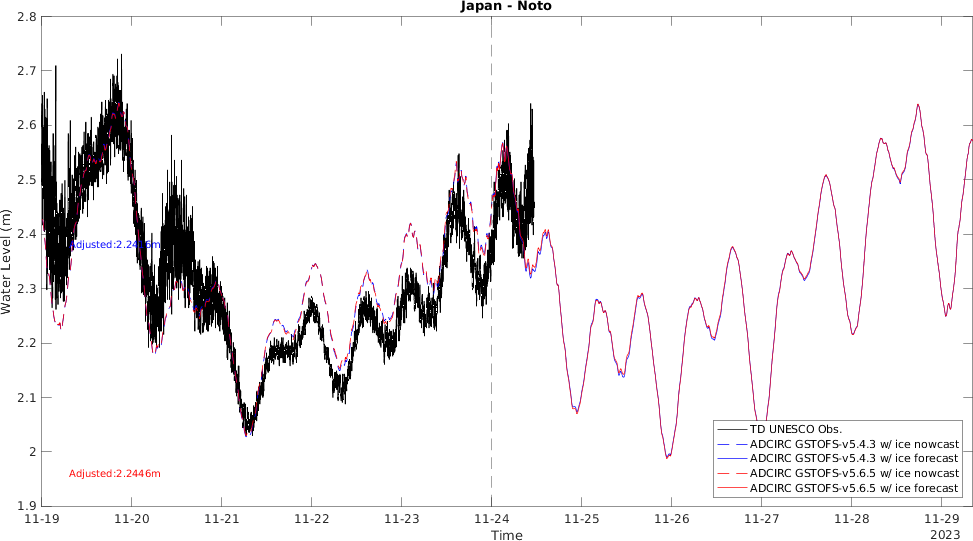 Japan - Noto
2.8
2.7
2.6
2.5
2.4
2.3
2.2
2.1
2
1.9
Water Level (m)
Adjusted:2.2446m
TD UNESCO Obs.
ADCIRC GSTOFS-v5.4.3 w/ ice nowcast
ADCIRC GSTOFS-v5.4.3 w/ ice forecast
ADCIRC GSTOFS-v5.6.5 w/ ice nowcast
ADCIRC GSTOFS-v5.6.5 w/ ice forecast
11-19 11-20 11-21 11-22 11-23 11-24 11-25 11-26 11-27 11-28 11-29
Time
2023